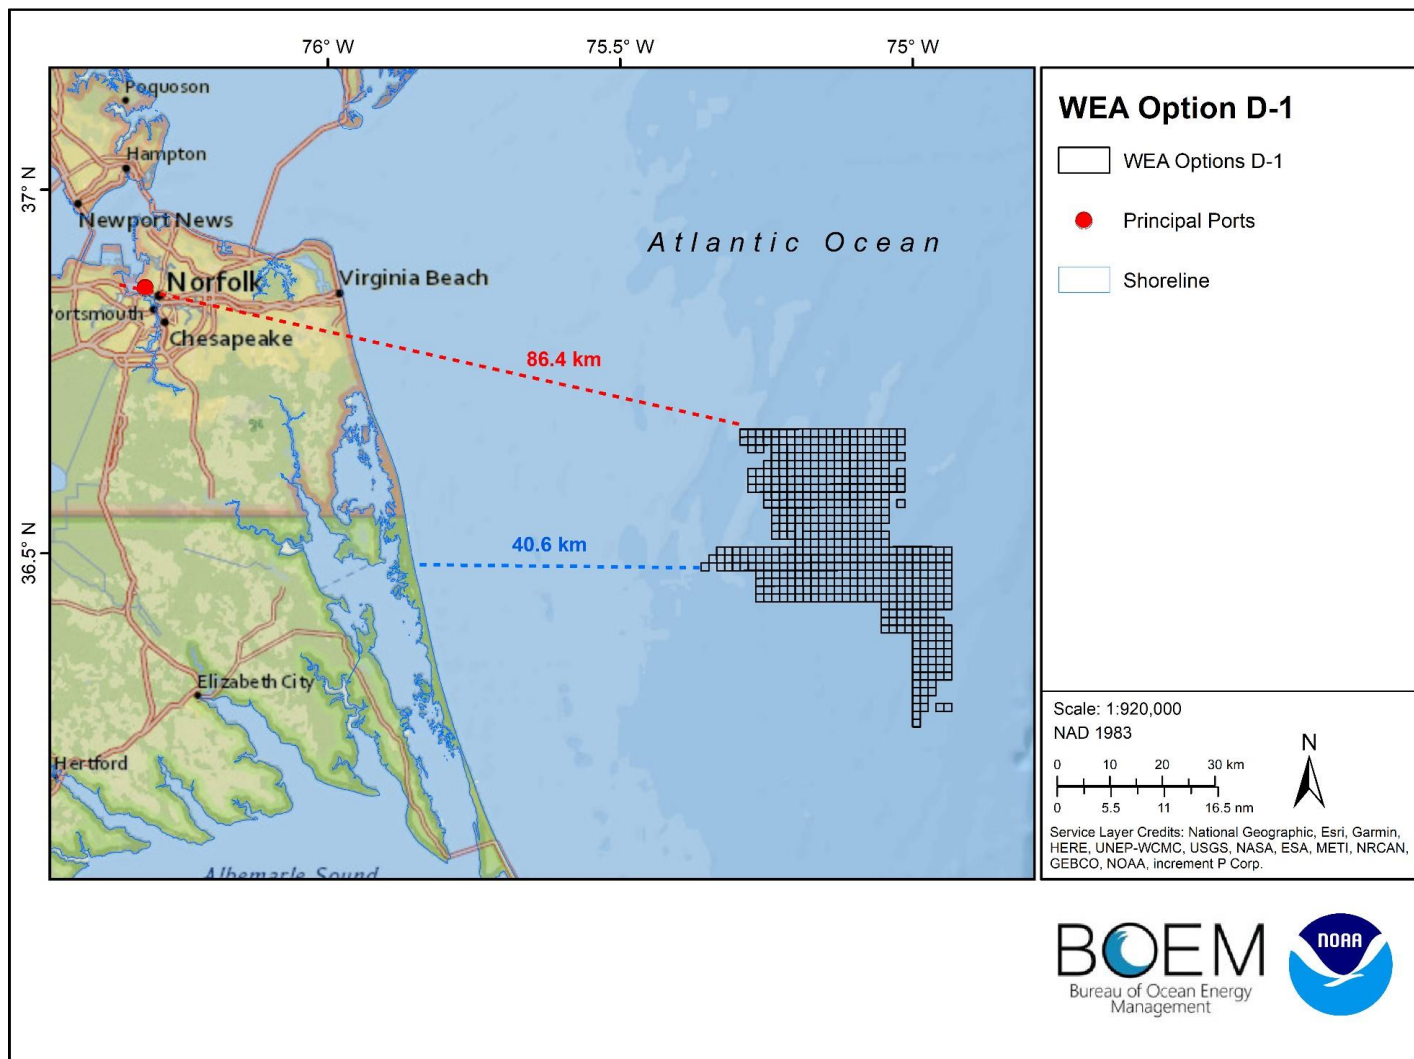 76° W
75.5° W
75° W
37° N
36.5° N
Poquoson
Hampton
Newport News
Norfolk
Portsmouth
Chesapeake
Virginia Beach
Atlantic Ocean
86.4 km
40.6 km
Elizabeth City
Hertford
Albemarle Sound
WEA Option D-1
WEA Options D-1
Principal Ports
Shoreline
Scale: 1:920,000
NAD 1983
0 10 20 30 km
0 5.5 11 16.5 nm
N
Service Layer Credits: National Geographic, Esri, Garmin,
HERE, UNEP-WCMC, USGS, NASA, ESA, METI, NRCAN,
GEBCO, NOAA, increment P Corp.
BOEM
Bureau of Ocean Energy
Management
NOAA